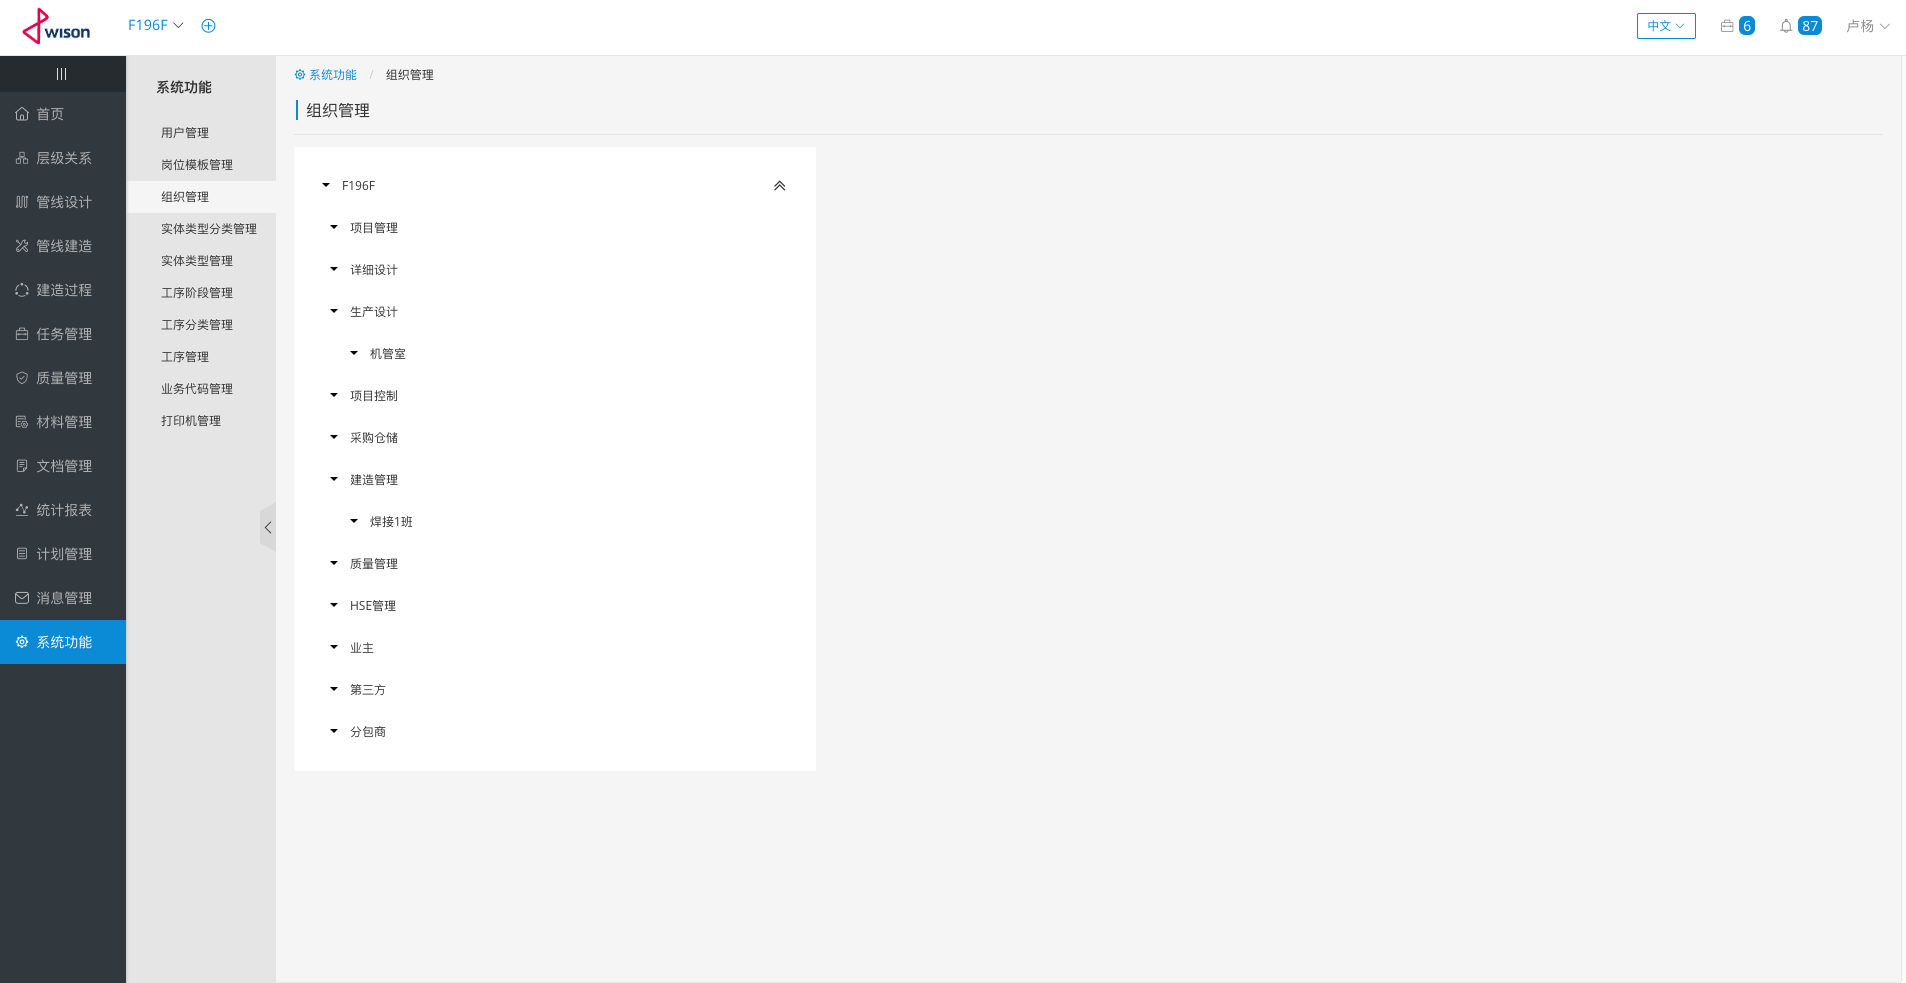 wison
F196F
中文
6
87
卢杨
首页
层级关系
管线设计
管线建造
建造过程
任务管理
质量管理
材料管理
文档管理
统计报表
计划管理
消息管理
系统功能
系统功能
用户管理
岗位模板管理
组织管理
实体类型分类管理
实体类型管理
工序阶段管理
工序分类管理
工序管理
业务代码管理
打印机管理
系统功能 / 组织管理
组织管理
F196F
项目管理
详细设计
生产设计
机管室
项目控制
采购仓储
建造管理
焊接1班
质量管理
HSE管理
业主
第三方
分包商